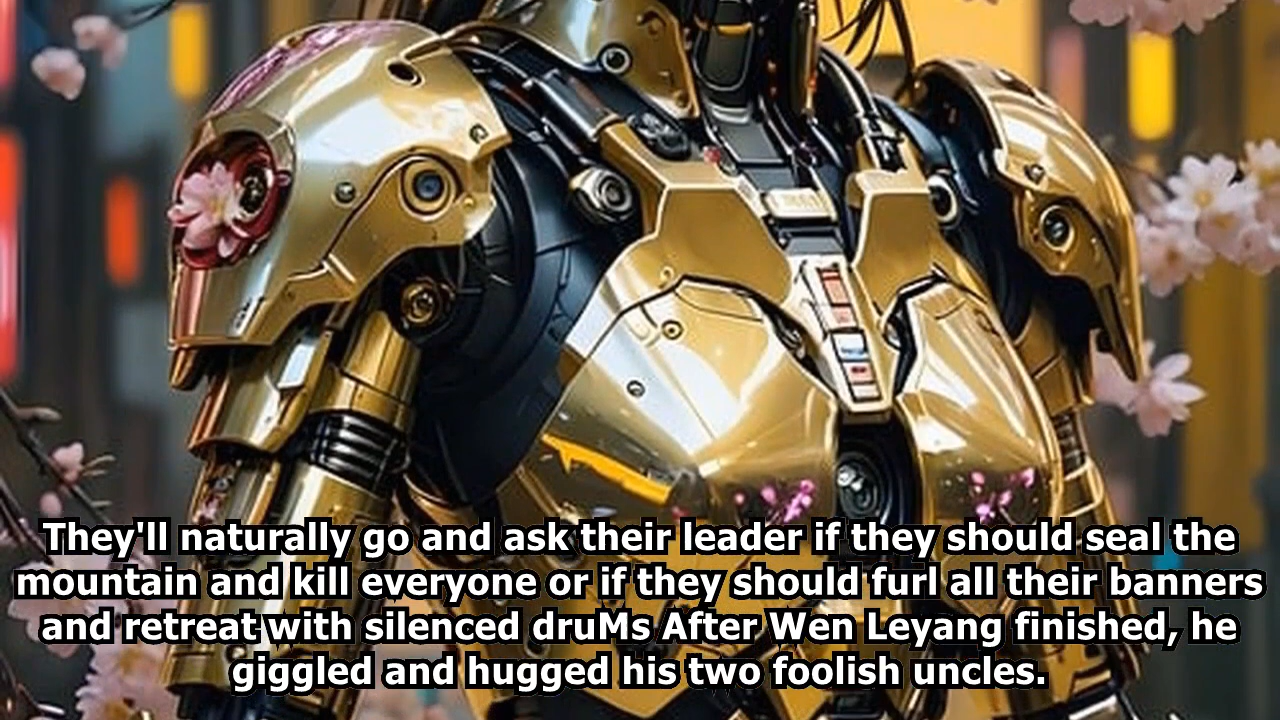 They'll naturally go and ask their leader if they should seal the
mountain and kill everyone or if they should furl all their banners
and retreat with silenced druMs After Wen Leyang finished, he
giggled and hugged his two foolish uncles.